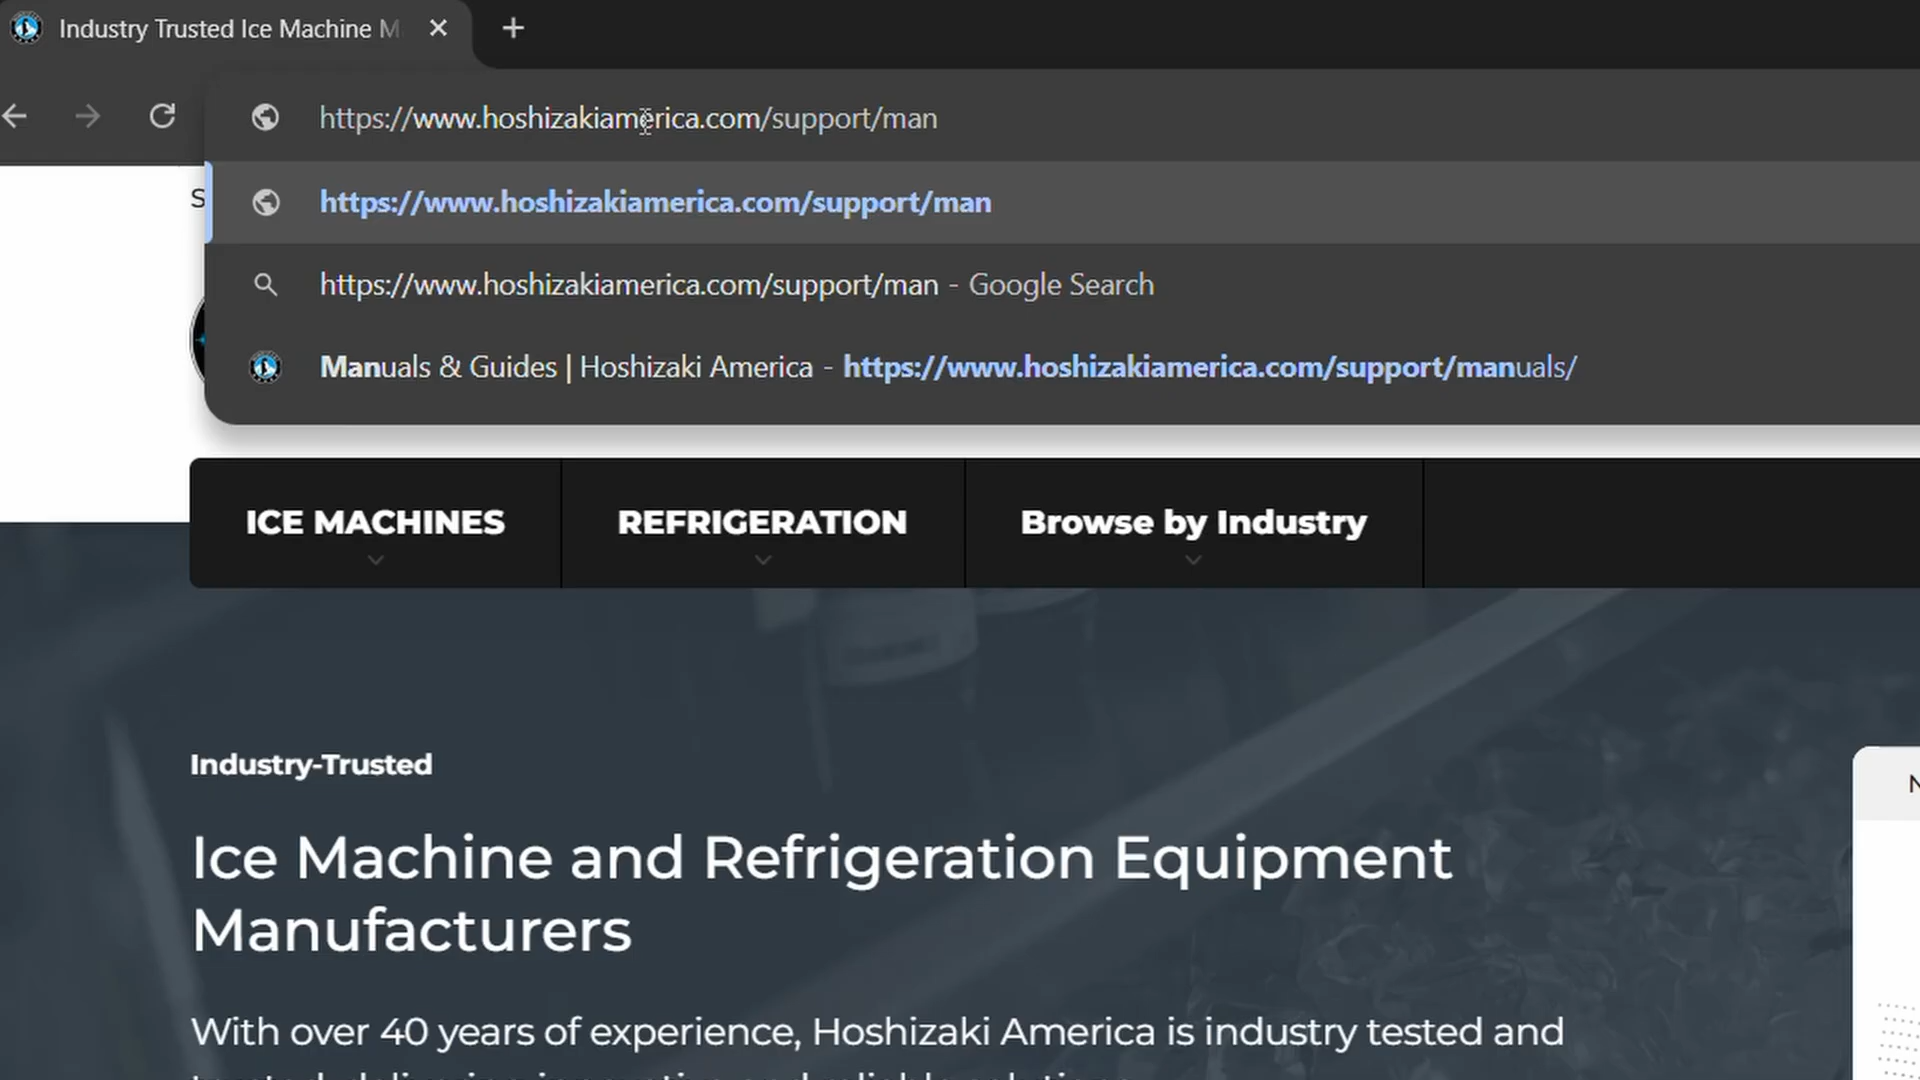 Industry Trusted Ice Machine M
https://www.hoshizakiamerica.com/support/man
https://www.hoshizakiamerica.com/support/man
https://www.hoshizakiamerica.com/support/man - Google Search
Manuals & Guides | Hoshizaki America - https://www.hoshizakiamerica.com/support/manuals/
S
ICE MACHINES
REFRIGERATION
Browse by Industry
Industry-Trusted
Ice Machine and Refrigeration Equipment
Manufacturers
N
With over 40 years of experience, Hoshizaki America is industry tested and